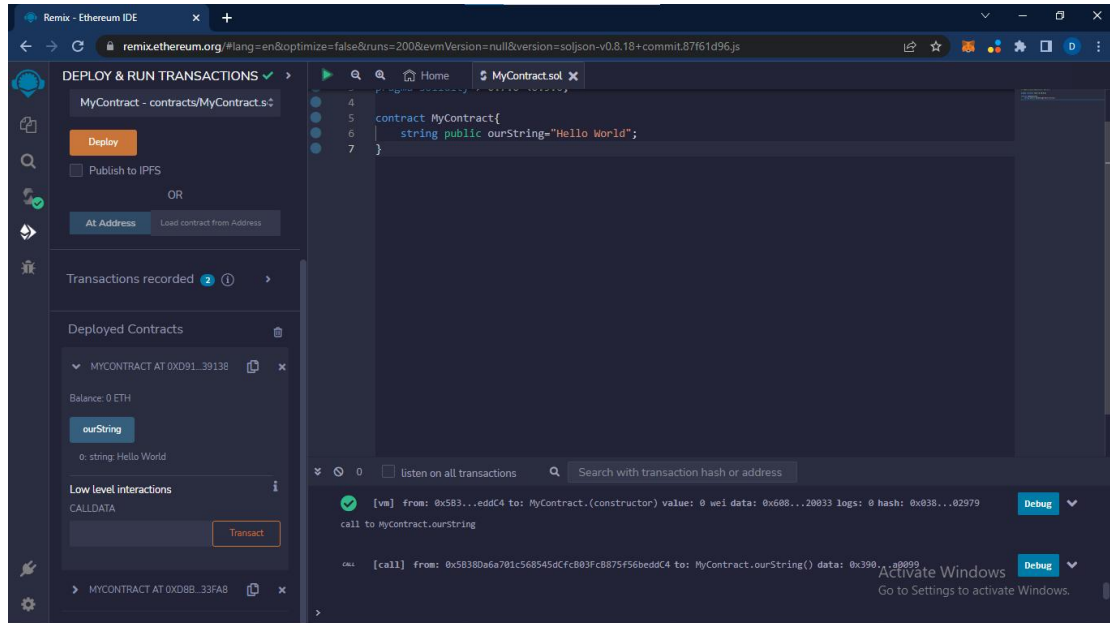 Remix - Ethereum IDE
remix.ethereum.org/#lang=en&optimize=false&runs=200&evmVersion=null&version=soljson-v0.8.18+commit.87f61d96.js
D
DEPLOY & RUN TRANSACTIONS
MyContract - contracts/MyContract.s
Deploy
Publish to IPFS
OR
At Address Load contract from Address
Transactions recorded 2 i
Deployed Contracts
MYCONTRACT AT 0XD91...39138
Balance: 0 ETH
ourString
0: string: Hello World
Low level interactions i
CALLDATA
Transact
MYCONTRACT AT 0XD8B...33FA8
Home MyContract.sol
4
5 contract MyContract{
6 string public ourString="Hello World";
7 }
0 listen on all transactions Search with transaction hash or address
[vm] from: 0x5B3...eddC4 to: MyContract.(constructor) value: 0 wei data: 0x608...20033 logs: 0 hash: 0x038...02979 Debug
call to MyContract.ourString
CALL [call] from: 0x5B38Da6a701c568545dCfcB03FcB875f56beddC4 to: MyContract.ourString() data: 0x390...a0099 Debug
>
Activate Windows
Go to Settings to activate Windows.